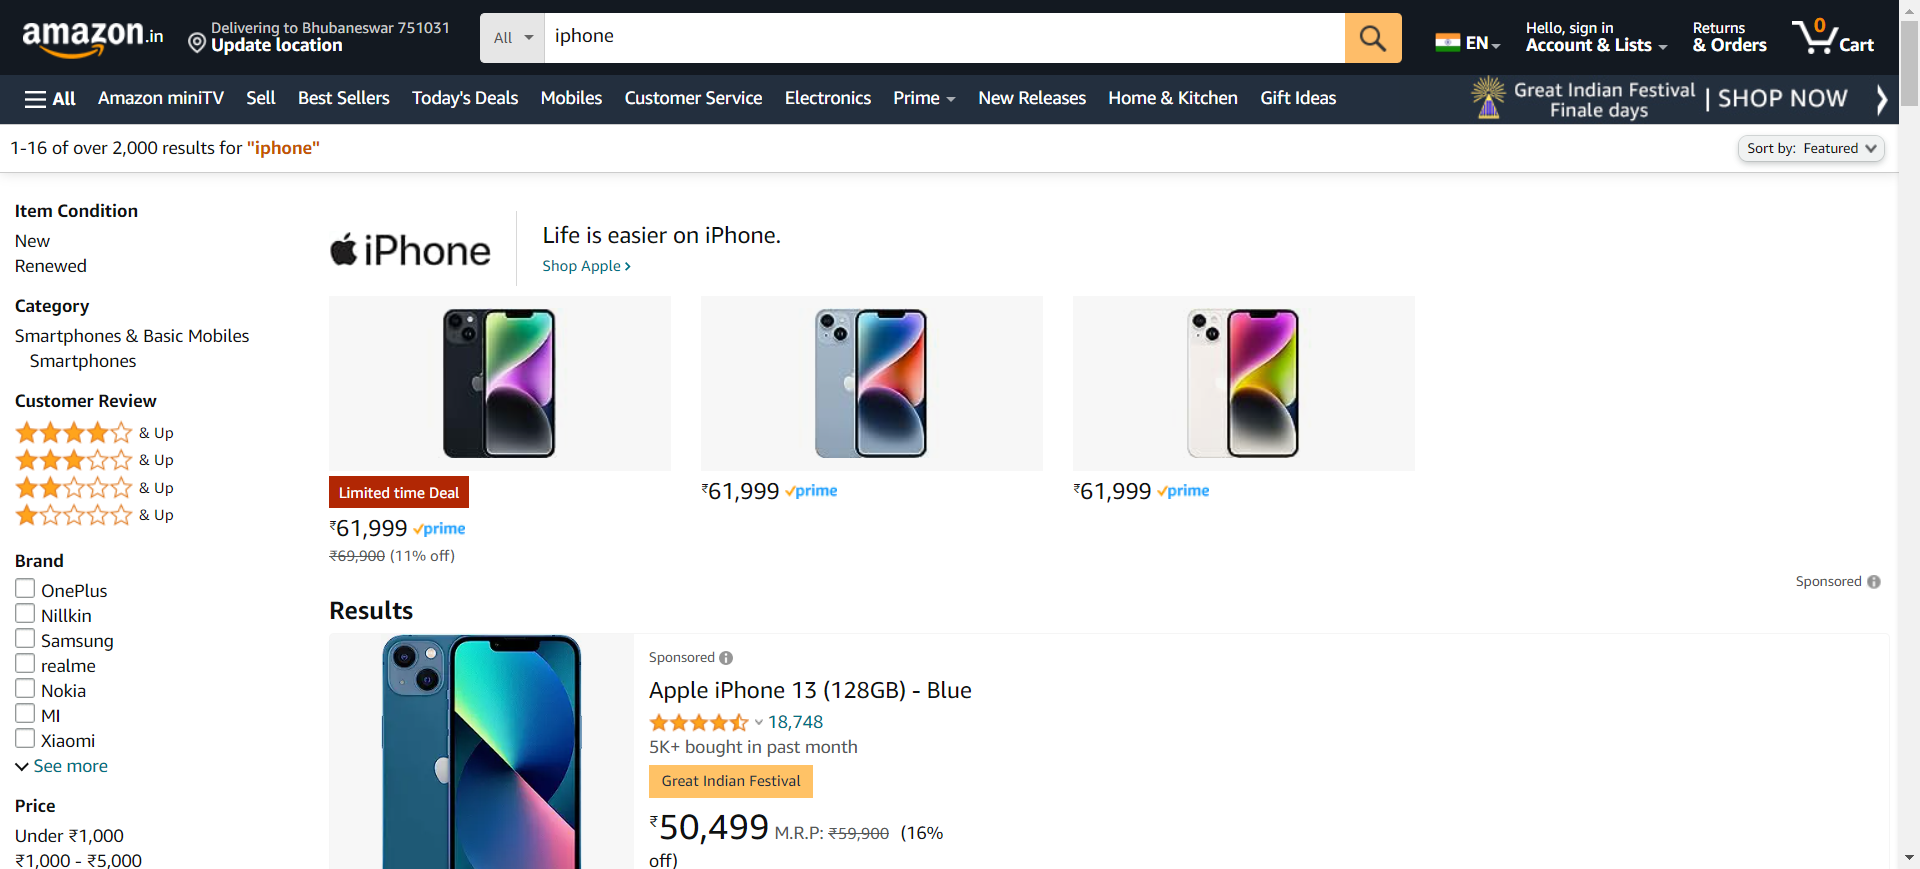 amazon.in
Delivering to Bhubaneswar 751031
Update location
All
iphone
EN
Hello, sign in
Account & Lists
Returns
& Orders
0
Cart
All
Amazon miniTV
Sell
Best Sellers
Today's Deals
Mobiles
Customer Service
Electronics
Prime
New Releases
Home & Kitchen
Gift Ideas
Great Indian Festival
Finale days
| SHOP NOW
1-16 of over 2,000 results for "iphone"
Sort by: Featured
Item Condition
New
Renewed
Category
Smartphones & Basic Mobiles
Smartphones
Customer Review
& Up
& Up
& Up
& Up
Brand
OnePlus
Nillkin
Samsung
realme
Nokia
MI
Xiaomi
See more
Price
Under ₹1,000
₹1,000 - ₹5,000
iPhone
Life is easier on iPhone.
Shop Apple ›
Limited time Deal
₹61,999 prime
₹69,900 (11% off)
₹61,999 prime
₹61,999 prime
Sponsored
Results
Sponsored
Apple iPhone 13 (128GB) - Blue
18,748
5K+ bought in past month
Great Indian Festival
₹50,499 M.R.P: ₹59,900 (16%
off)